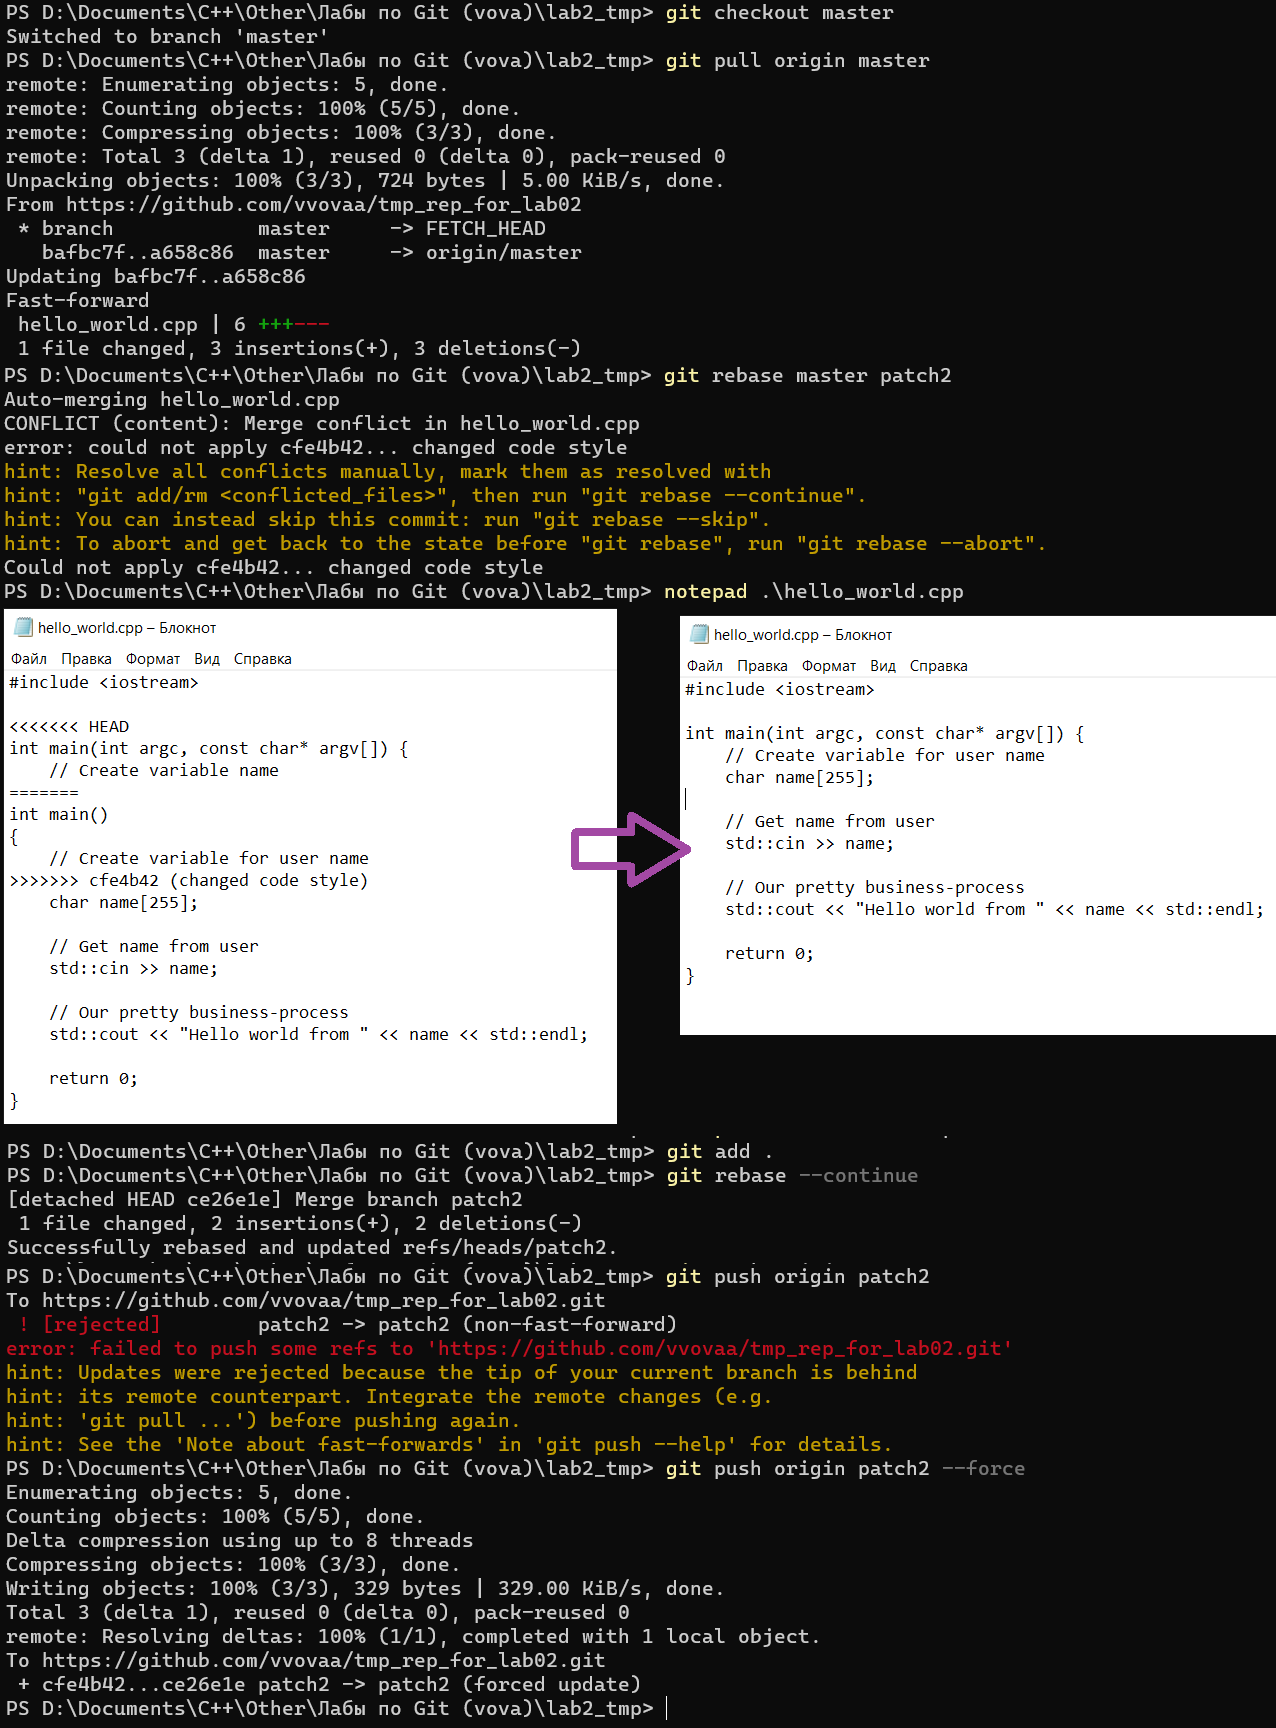 PS D:\Documents\C++\Other\Лабы по Git (vova)\lab2_tmp> git checkout master
Switched to branch 'master'
PS D:\Documents\C++\Other\Лабы по Git (vova)\lab2_tmp> git pull origin master
remote: Enumerating objects: 5, done.
remote: Counting objects: 100% (5/5), done.
remote: Compressing objects: 100% (3/3), done.
remote: Total 3 (delta 1), reused 0 (delta 0), pack-reused 0
Unpacking objects: 100% (3/3), 724 bytes | 5.00 KiB/s, done.
From https://github.com/vvovaa/tmp_rep_for_lab02
 * branch            master     -> FETCH_HEAD
   bafbc7f..a658c86  master     -> origin/master
Updating bafbc7f..a658c86
Fast-forward
 hello_world.cpp | 6 +++---
 1 file changed, 3 insertions(+), 3 deletions(-)
PS D:\Documents\C++\Other\Лабы по Git (vova)\lab2_tmp> git rebase master patch2
Auto-merging hello_world.cpp
CONFLICT (content): Merge conflict in hello_world.cpp
error: could not apply cfe4b42... changed code style
hint: Resolve all conflicts manually, mark them as resolved with
hint: "git add/rm <conflicted_files>", then run "git rebase --continue".
hint: You can instead skip this commit: run "git rebase --skip".
hint: To abort and get back to the state before "git rebase", run "git rebase --abort".
Could not apply cfe4b42... changed code style
PS D:\Documents\C++\Other\Лабы по Git (vova)\lab2_tmp> notepad .\hello_world.cpp
hello_world.cpp – Блокнот
Файл Правка Формат Вид Справка
#include <iostream>

<<<<<<< HEAD
int main(int argc, const char* argv[]) {
    // Create variable name
=======
int main()
{
    // Create variable for user name
>>>>>>> cfe4b42 (changed code style)
    char name[255];

    // Get name from user
    std::cin >> name;

    // Our pretty business-process
    std::cout << "Hello world from " << name << std::endl;

    return 0;
}
hello_world.cpp – Блокнот
Файл Правка Формат Вид Справка
#include <iostream>

int main(int argc, const char* argv[]) {
    // Create variable for user name
    char name[255];

    // Get name from user
    std::cin >> name;

    // Our pretty business-process
    std::cout << "Hello world from " << name << std::endl;

    return 0;
}
PS D:\Documents\C++\Other\Лабы по Git (vova)\lab2_tmp> git add .
PS D:\Documents\C++\Other\Лабы по Git (vova)\lab2_tmp> git rebase --continue
[detached HEAD ce26e1e] Merge branch patch2
 1 file changed, 2 insertions(+), 2 deletions(-)
Successfully rebased and updated refs/heads/patch2.
PS D:\Documents\C++\Other\Лабы по Git (vova)\lab2_tmp> git push origin patch2
To https://github.com/vvovaa/tmp_rep_for_lab02.git
 ! [rejected]        patch2 -> patch2 (non-fast-forward)
error: failed to push some refs to 'https://github.com/vvovaa/tmp_rep_for_lab02.git'
hint: Updates were rejected because the tip of your current branch is behind
hint: its remote counterpart. Integrate the remote changes (e.g.
hint: 'git pull ...') before pushing again.
hint: See the 'Note about fast-forwards' in 'git push --help' for details.
PS D:\Documents\C++\Other\Лабы по Git (vova)\lab2_tmp> git push origin patch2 --force
Enumerating objects: 5, done.
Counting objects: 100% (5/5), done.
Delta compression using up to 8 threads
Compressing objects: 100% (3/3), done.
Writing objects: 100% (3/3), 329 bytes | 329.00 KiB/s, done.
Total 3 (delta 1), reused 0 (delta 0), pack-reused 0
remote: Resolving deltas: 100% (1/1), completed with 1 local object.
To https://github.com/vvovaa/tmp_rep_for_lab02.git
 + cfe4b42...ce26e1e patch2 -> patch2 (forced update)
PS D:\Documents\C++\Other\Лабы по Git (vova)\lab2_tmp>